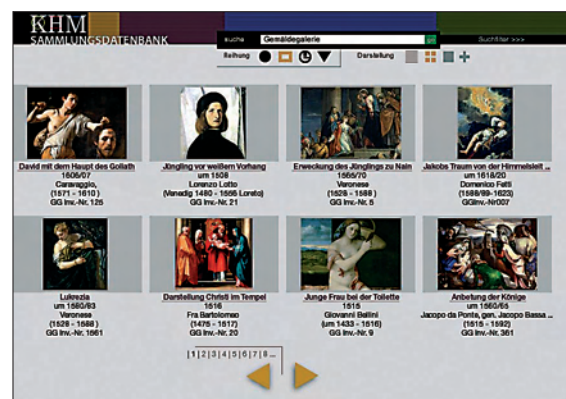 KHM
SAMMLUNGSDATENBANK
suche Gemäldegalerie go Suchfilter >>>
Reihung Darstellung
David mit dem Haupt des Goliath
1606/07
Caravaggio,
(1571 - 1610 )
GG Inv.-Nr. 125
Jüngling vor weißem Vorhang
um 1508
Lorenzo Lotto
(Venedig 1480 - 1556 Loreto)
GG Inv.-Nr. 21
Erweckung des Jünglings zu Nain
1565/70
Veronese
(1528 - 1588 )
GG Inv.-Nr. 5
Jakobs Traum von der Himmelsleit ...
um 1618/20
Domenico Fetti
(1588/89-1623)
GGInv.-Nr007
Lukrezia
um 1580/83
Veronese
(1528 - 1588 )
GG Inv.-Nr. 1561
Darstellung Christi im Tempel
1516
Fra Bartolomeo
(1475 - 1517)
GG Inv.-Nr. 20
Junge Frau bei der Toilette
1515
Giovanni Bellini
(um 1433 - 1516)
GG Inv.-Nr. 9
Anbetung der Könige
um 1560/65
Jacopo da Ponte, gen. Jacopo Bassa ...
(1515 - 1592)
GG Inv.-Nr. 361
|1|2|3|4|5|6|7|8...